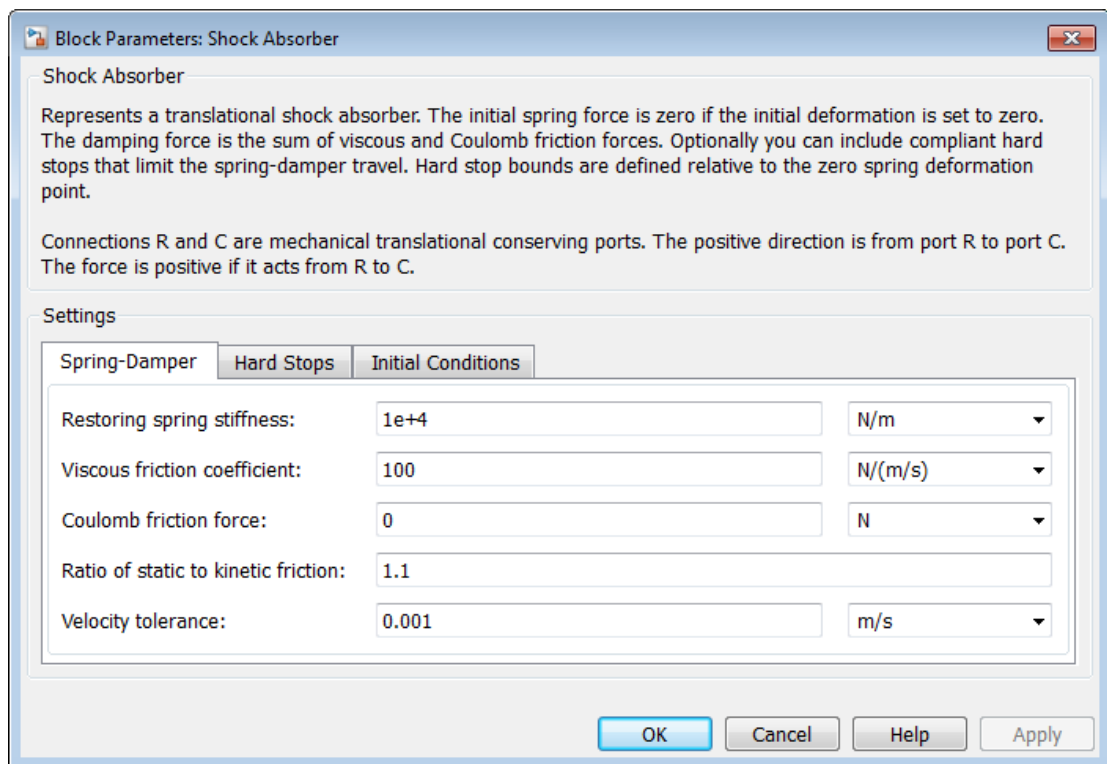 Block Parameters: Shock Absorber
Shock Absorber
Represents a translational shock absorber. The initial spring force is zero if the initial deformation is set to zero.
The damping force is the sum of viscous and Coulomb friction forces. Optionally you can include compliant hard
stops that limit the spring-damper travel. Hard stop bounds are defined relative to the zero spring deformation
point.
Connections R and C are mechanical translational conserving ports. The positive direction is from port R to port C.
The force is positive if it acts from R to C.
Settings
Spring-Damper Hard Stops Initial Conditions
Restoring spring stiffness: 1e+4 N/m
Viscous friction coefficient: 100 N/(m/s)
Coulomb friction force: 0 N
Ratio of static to kinetic friction: 1.1
Velocity tolerance: 0.001 m/s
OK Cancel Help Apply